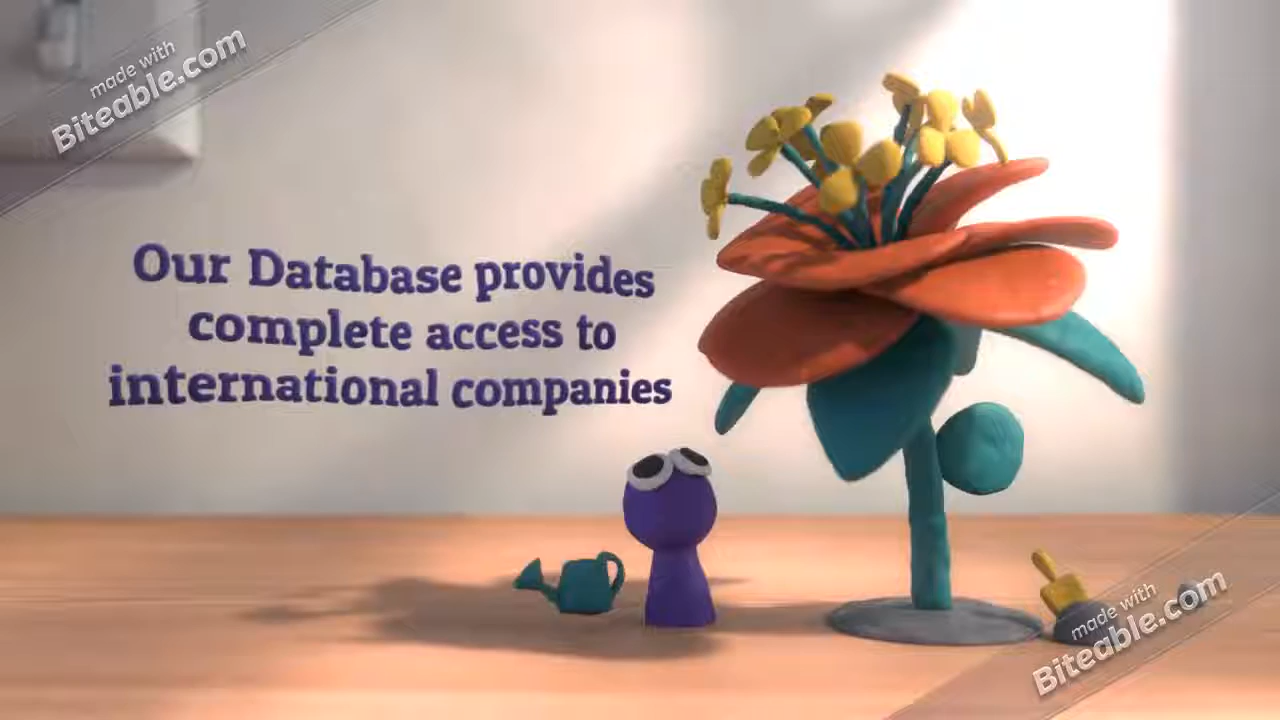 made with
Biteable.com
Our Database provides
complete access to
international companies
made with
Biteable.com